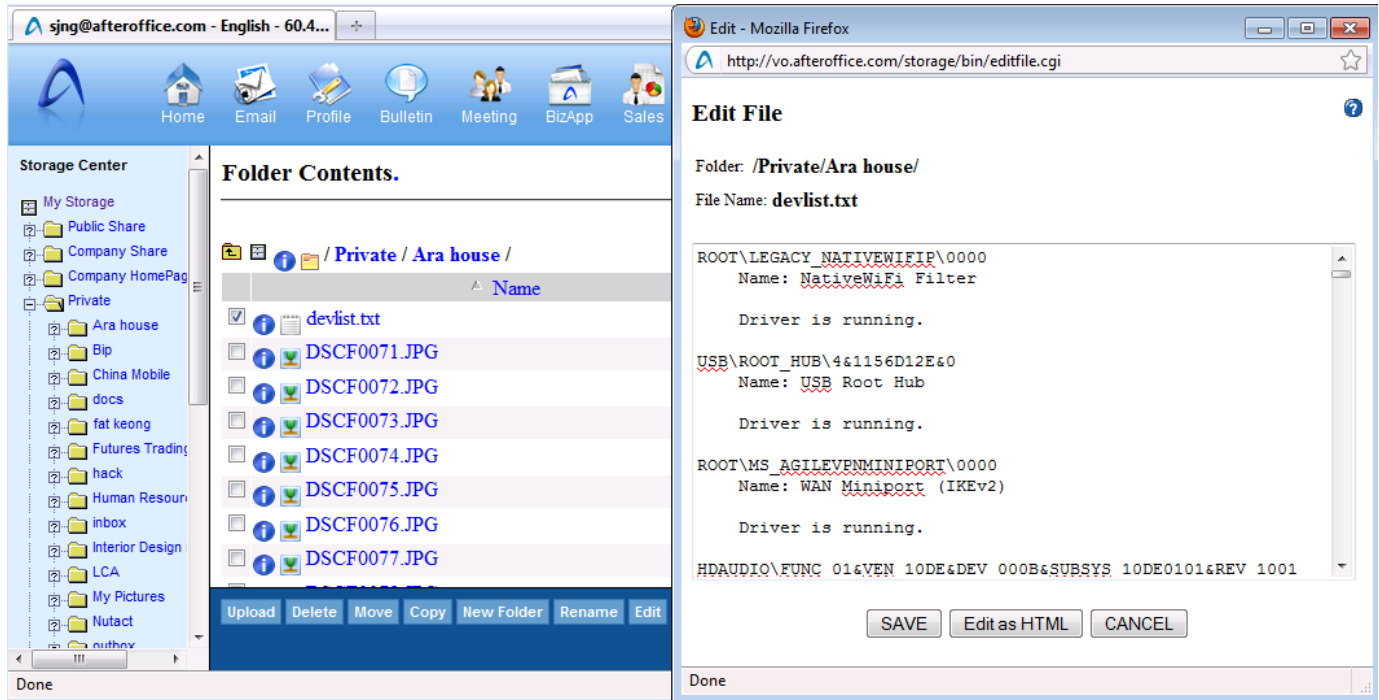 sjng@afteroffice.com - English - 60.4...
Home
Email
Profile
Bulletin
Meeting
BizApp
Sales
Storage Center
My Storage
Public Share
Company Share
Company HomePag
Private
Ara house
Bip
China Mobile
docs
fat keong
Futures Trading
hack
Human Resour
inbox
Interior Design
LCA
My Pictures
Nutact
outbox
Done
Folder Contents.
/ Private / Ara house /
Name
devlist.txt
DSCF0071.JPG
DSCF0072.JPG
DSCF0073.JPG
DSCF0074.JPG
DSCF0075.JPG
DSCF0076.JPG
DSCF0077.JPG
Upload Delete Move Copy New Folder Rename Edit
Edit - Mozilla Firefox
http://vo.afteroffice.com/storage/bin/editfile.cgi
Edit File
Folder: /Private/Ara house/
File Name: devlist.txt
ROOT\LEGACY_NATIVEWIFIP\0000
Name: NativeWiFi Filter
Driver is running.
USB\ROOT_HUB\4&1156D12E&0
Name: USB Root Hub
Driver is running.
ROOT\MS_AGILEVPNMINIPORT\0000
Name: WAN Miniport (IKEv2)
Driver is running.
HDAUDIO\FUNC_01&VEN_10DE&DEV_000B&SUBSYS_10DE0101&REV_1001
SAVE Edit as HTML CANCEL
Done